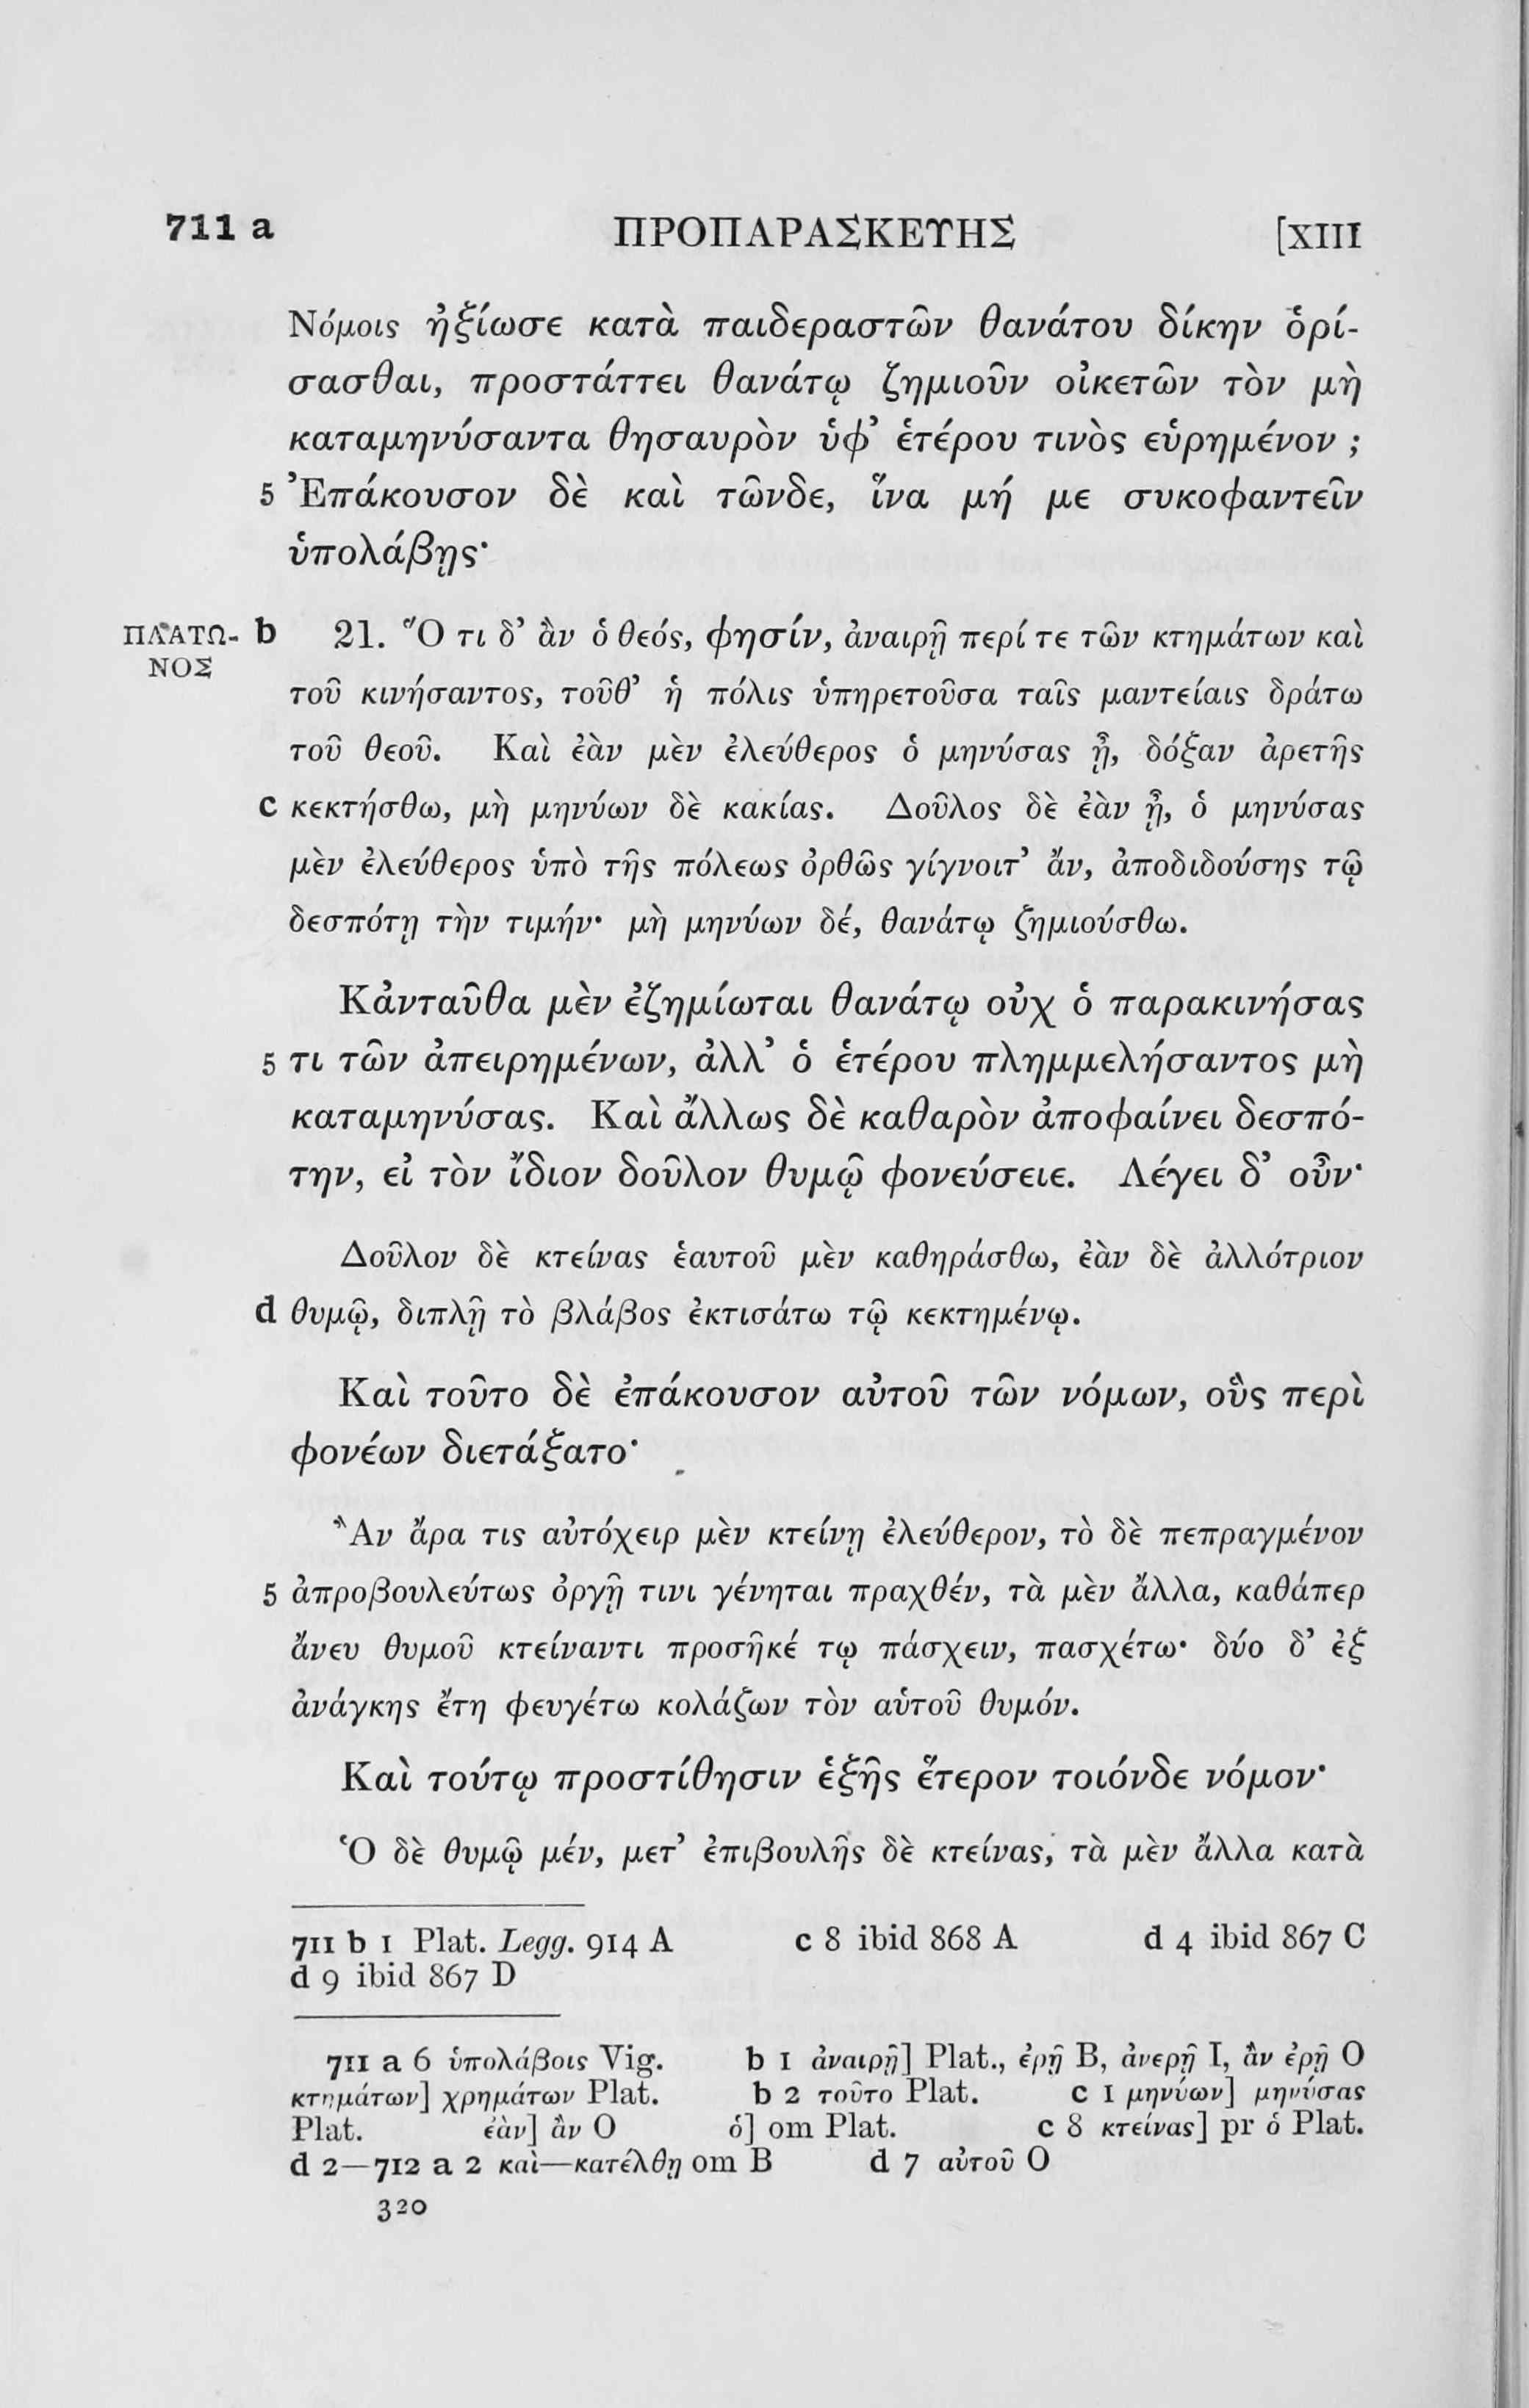 711 a ΠΡΟΠΑΡΑΣΚΕΥΗΣ [XIII
Νόμοις ἠξίωσε κατὰ παιδεραστῶν θανάτου δίκην ὁρί-
σασθαι, προστάττει θανάτῳ ζημιοῦν οἰκετῶν τὸν μὴ
καταμηνύσαντα θησαυρὸν ὑφ’ ἑτέρου τινὸς εὑρημένον ;
5 Ἐπάκουσον δὲ καὶ τῶνδε, ἵνα μή με συκοφαντεῖν
ὑπολάβῃς·
ΠΛΑΤΩ- b 21. Ὅ τι δ’ ἂν ὁ θεός, φησίν, ἀναιρῇ περί τε τῶν κτημάτων καὶ
ΝΟΣ
τοῦ κινήσαντος, τοῦθ’ ἡ πόλις ὑπηρετοῦσα ταῖς μαντείαις δράτω
τοῦ θεοῦ. Καὶ ἐὰν μὲν ἐλεύθερος ὁ μηνύσας ᾖ, δόξαν ἀρετῆς
c κεκτήσθω, μὴ μηνύων δὲ κακίας. Δοῦλος δὲ ἐὰν ᾖ, ὁ μηνύσας
μὲν ἐλεύθερος ὑπὸ τῆς πόλεως ὀρθῶς γίγνοιτ’ ἄν, ἀποδιδούσης τῷ
δεσπότῃ τὴν τιμήν· μὴ μηνύων δέ, θανάτῳ ζημιούσθω.
Κἀνταῦθα μὲν ἐζημίωται θανάτῳ οὐχ ὁ παρακινήσας
5 τι τῶν ἀπειρημένων, ἀλλ’ ὁ ἑτέρου πλημμελήσαντος μὴ
καταμηνύσας. Καὶ ἄλλως δὲ καθαρὸν ἀποφαίνει δεσπό-
την, εἰ τὸν ἴδιον δοῦλον θυμῷ φονεύσειε. Λέγει δ’ οὖν·
Δοῦλον δὲ κτείνας ἑαυτοῦ μὲν καθηράσθω, ἐὰν δὲ ἀλλότριον
d θυμῷ, διπλῇ τὸ βλάβος ἐκτισάτω τῷ κεκτημένῳ.
Καὶ τοῦτο δὲ ἐπάκουσον αὐτοῦ τῶν νόμων, οὓς περὶ
φονέων διετάξατο·
Ἂν ἄρα τις αὐτόχειρ μὲν κτείνῃ ἐλεύθερον, τὸ δὲ πεπραγμένον
5 ἀπροβουλεύτως ὀργῇ τινι γένηται πραχθέν, τὰ μὲν ἄλλα, καθάπερ
ἄνευ θυμοῦ κτείναντι προσῆκέ τῳ πάσχειν, πασχέτω· δύο δ’ ἐξ
ἀνάγκης ἔτη φευγέτω κολάζων τὸν αὑτοῦ θυμόν.
Καὶ τούτῳ προστίθησιν ἑξῆς ἕτερον τοιόνδε νόμον·
Ὁ δὲ θυμῷ μέν, μετ’ ἐπιβουλῆς δὲ κτείνας, τὰ μὲν ἄλλα κατὰ
711 b 1 Plat. Legg. 914 A c 8 ibid 868 A d 4 ibid 867 C
d 9 ibid 867 D
711 a 6 ὑπολάβοις Vig. b 1 ἀναιρῇ] Plat., ἐρῇ B, ἀνερῇ I, ἂν ἐρῇ O
κτημάτων] χρημάτων Plat. b 2 τοῦτο Plat. c 1 μηνύων] μηνύσας
Plat. ἐὰν] ἂν O ὁ] om Plat. c 8 κτείνας] pr ὁ Plat.
d 2—712 a 2 καὶ—κατέλθῃ om B d 7 αὐτοῦ O
320